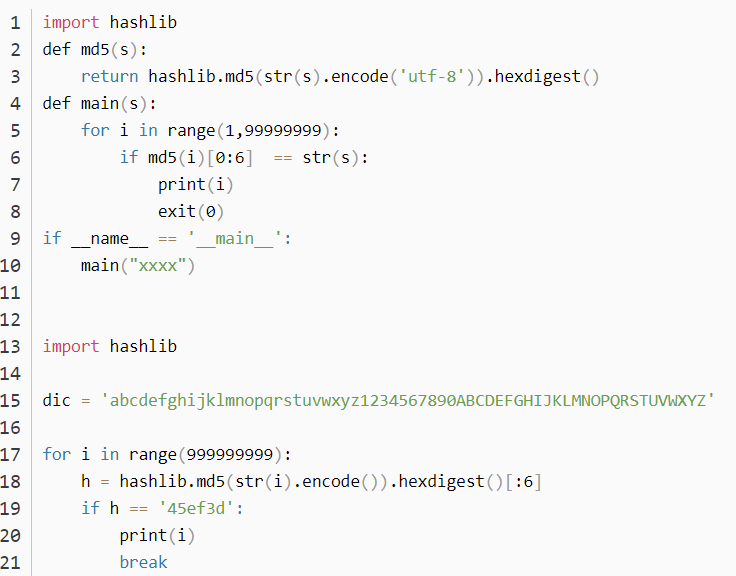 1 import hashlib
2 def md5(s):
3     return hashlib.md5(str(s).encode('utf-8')).hexdigest()
4 def main(s):
5     for i in range(1,99999999):
6         if md5(i)[0:6]  == str(s):
7             print(i)
8             exit(0)
9 if __name__ == '__main__':
10     main("xxxx")
11
12
13 import hashlib
14
15 dic = 'abcdefghijklmnopqrstuvwxyz1234567890ABCDEFGHIJKLMNOPQRSTUVWXYZ'
16
17 for i in range(999999999):
18     h = hashlib.md5(str(i).encode()).hexdigest()[:6]
19     if h == '45ef3d':
20         print(i)
21         break